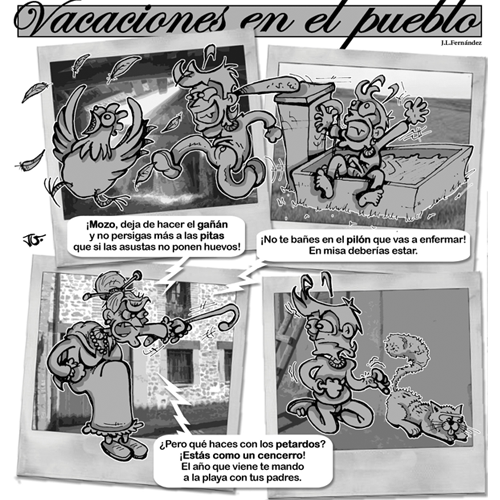 Vacaciones en el pueblo
J.L.Fernández
¡Mozo, deja de hacer el gañán
y no persigas más a las pitas
que si las asustas no ponen huevos!
¡No te bañes en el pilón que vas a enfermar!
En misa deberías estar.
¿Pero qué haces con los petardos?
¡Estás como un cencerro!
El año que viene te mando
a la playa con tus padres.